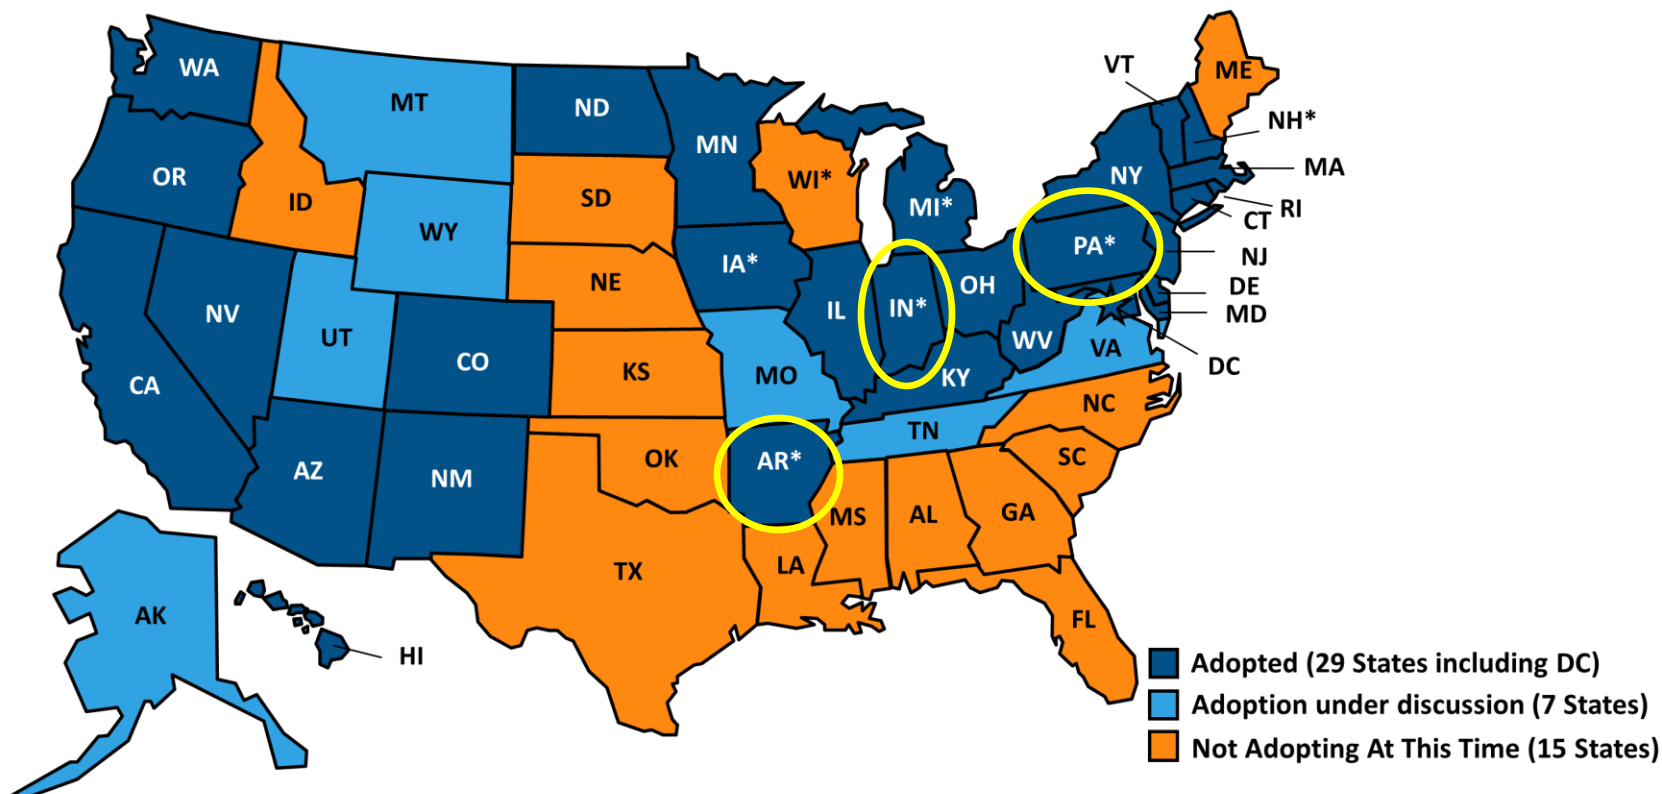 WA
MT
ND
MN
VT
ME
NH*
MA
OR
ID
SD
WI*
MI*
NY
RI
CT
WY
IA*
NE
PA*
NJ
NV
UT
CO
IL
IN*
OH
DE
MD
WV
VA
DC
CA
KS
MO
KY
NC
TN
AZ
NM
OK
AR*
SC
MS
AL
GA
TX
LA
FL
AK
HI
Adopted (29 States including DC)
Adoption under discussion (7 States)
Not Adopting At This Time (15 States)